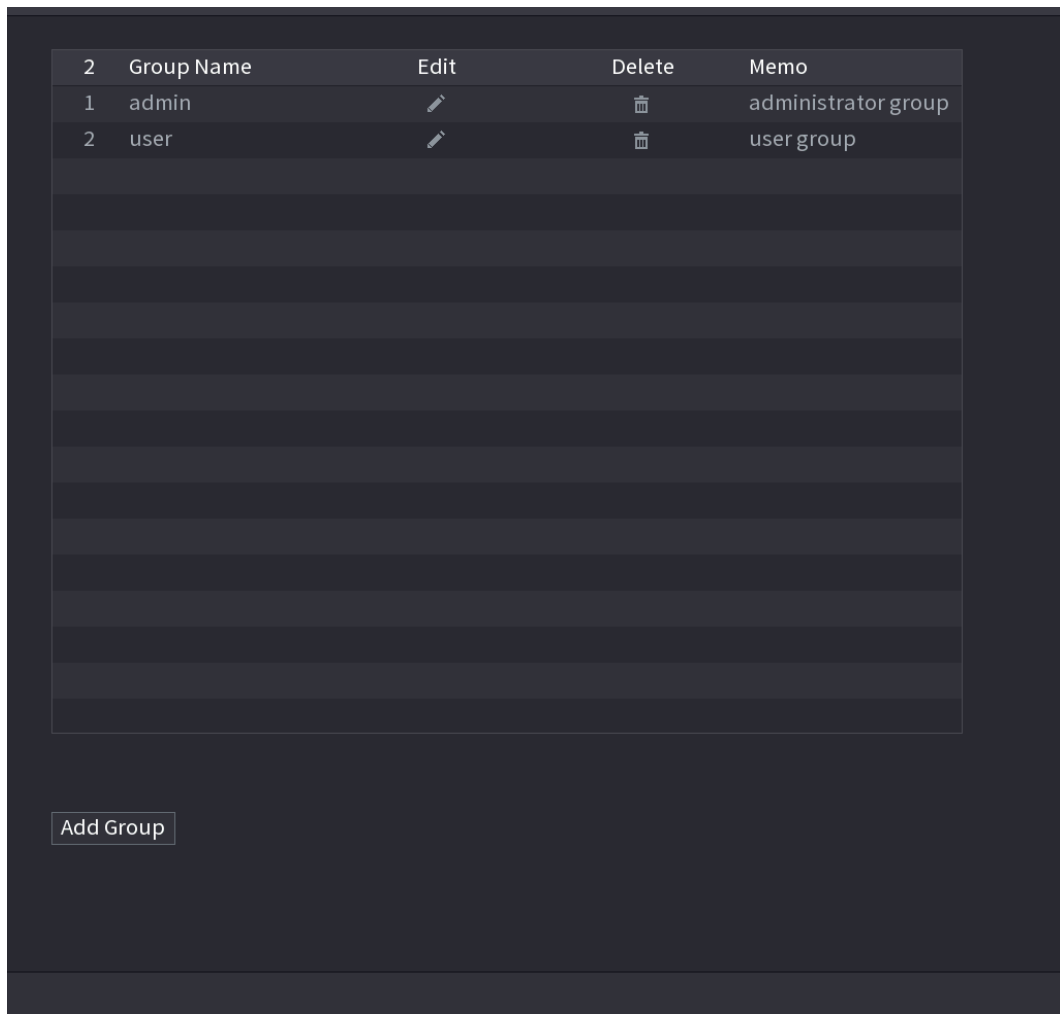 2 Group Name Edit Delete Memo
1 admin administrator group
2 user user group
Add Group